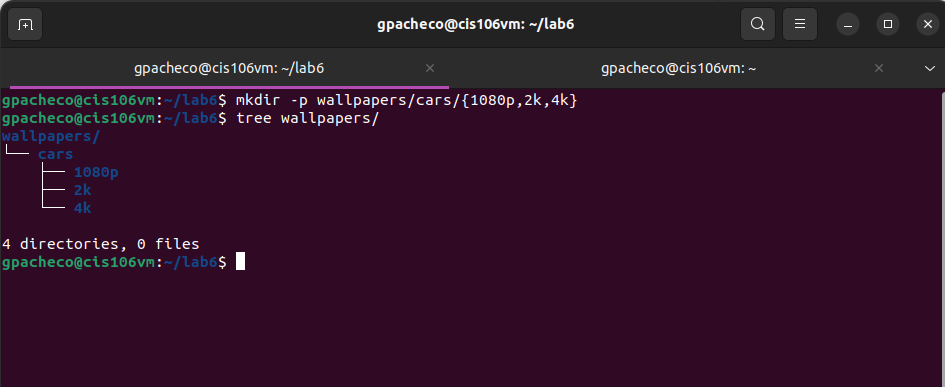 gpacheco@cis106vm: ~/lab6
gpacheco@cis106vm: ~/lab6
gpacheco@cis106vm: ~
gpacheco@cis106vm:~/lab6$ mkdir -p wallpapers/cars/{1080p,2k,4k}
gpacheco@cis106vm:~/lab6$ tree wallpapers/
wallpapers/
└── cars
    ├── 1080p
    ├── 2k
    └── 4k
4 directories, 0 files
gpacheco@cis106vm:~/lab6$